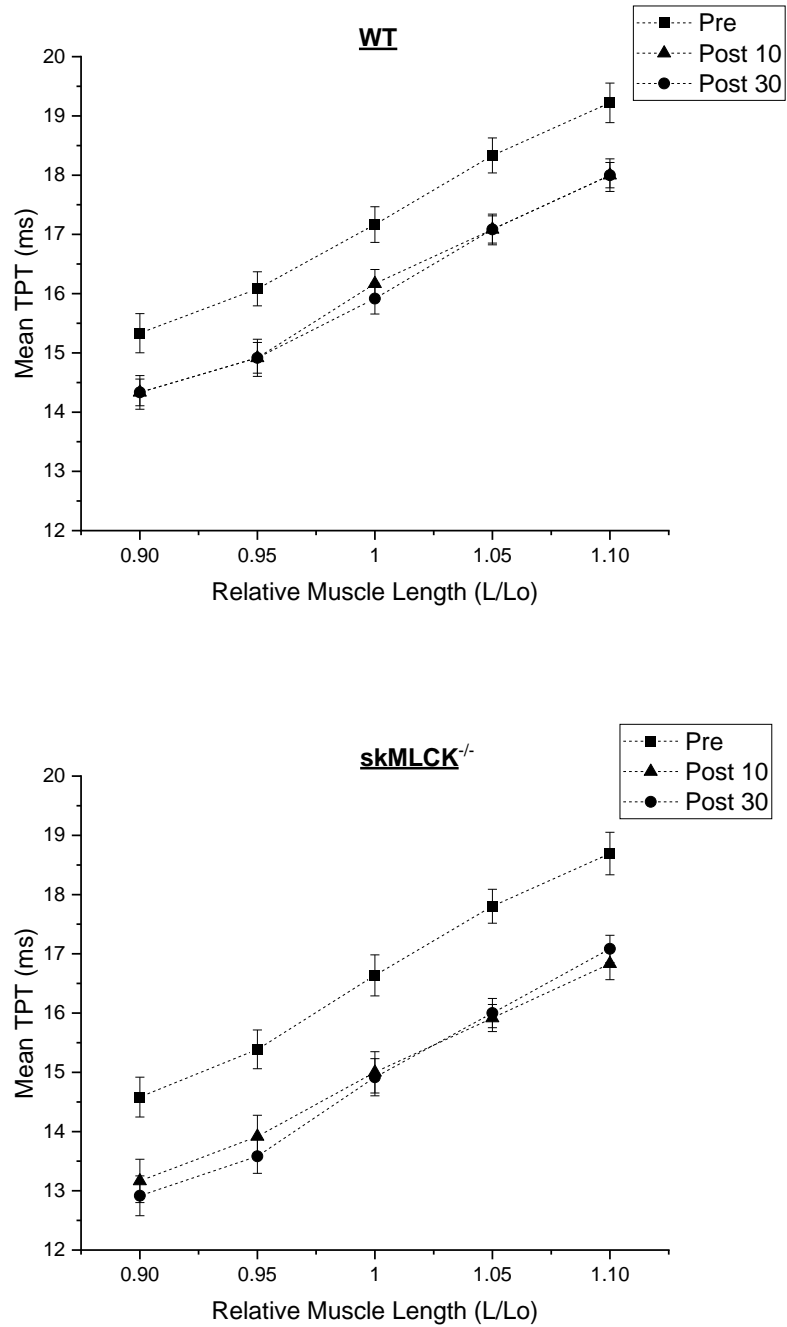 WT
Pre
Post 10
Post 30
20
19
18
17
16
15
14
13
12
Mean TPT (ms)
0.90 0.95 1 1.05 1.10
Relative Muscle Length (L/Lo)
skMLCK-/-
Pre
Post 10
Post 30
20
19
18
17
16
15
14
13
12
Mean TPT (ms)
0.90 0.95 1 1.05 1.10
Relative Muscle Length (L/Lo)